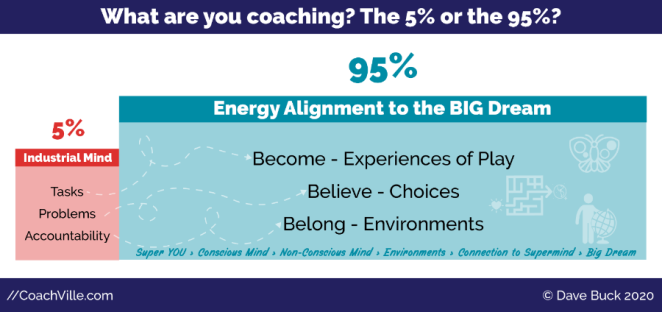 What are you coaching? The 5% or the 95%?
95%
Energy Alignment to the BIG Dream
5%
Industrial Mind
Tasks
Problems
Accountability
Become - Experiences of Play
Believe - Choices
Belong - Environments
Super YOU › Conscious Mind › Non-Conscious Mind › Environments › Connection to Supermind › Big Dream
//CoachVille.com
© Dave Buck 2020